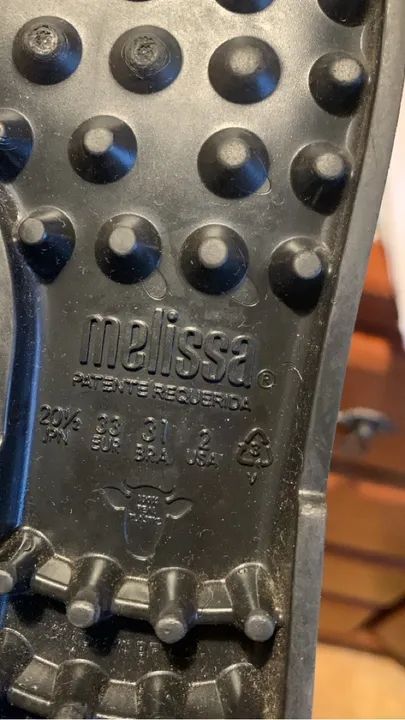 melissa®
PATENTE REQUERIDA
20½ 33 31 2
JPN EUR BRA USA